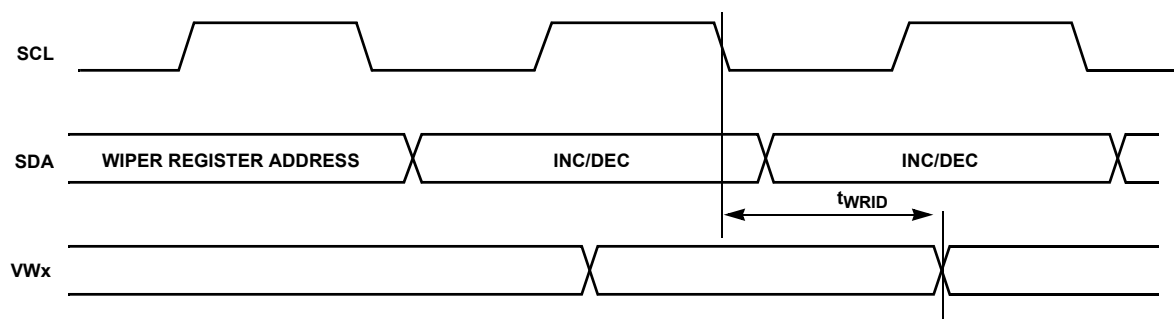 SCL
SDA WIPER REGISTER ADDRESS INC/DEC INC/DEC
tWRID
VWx